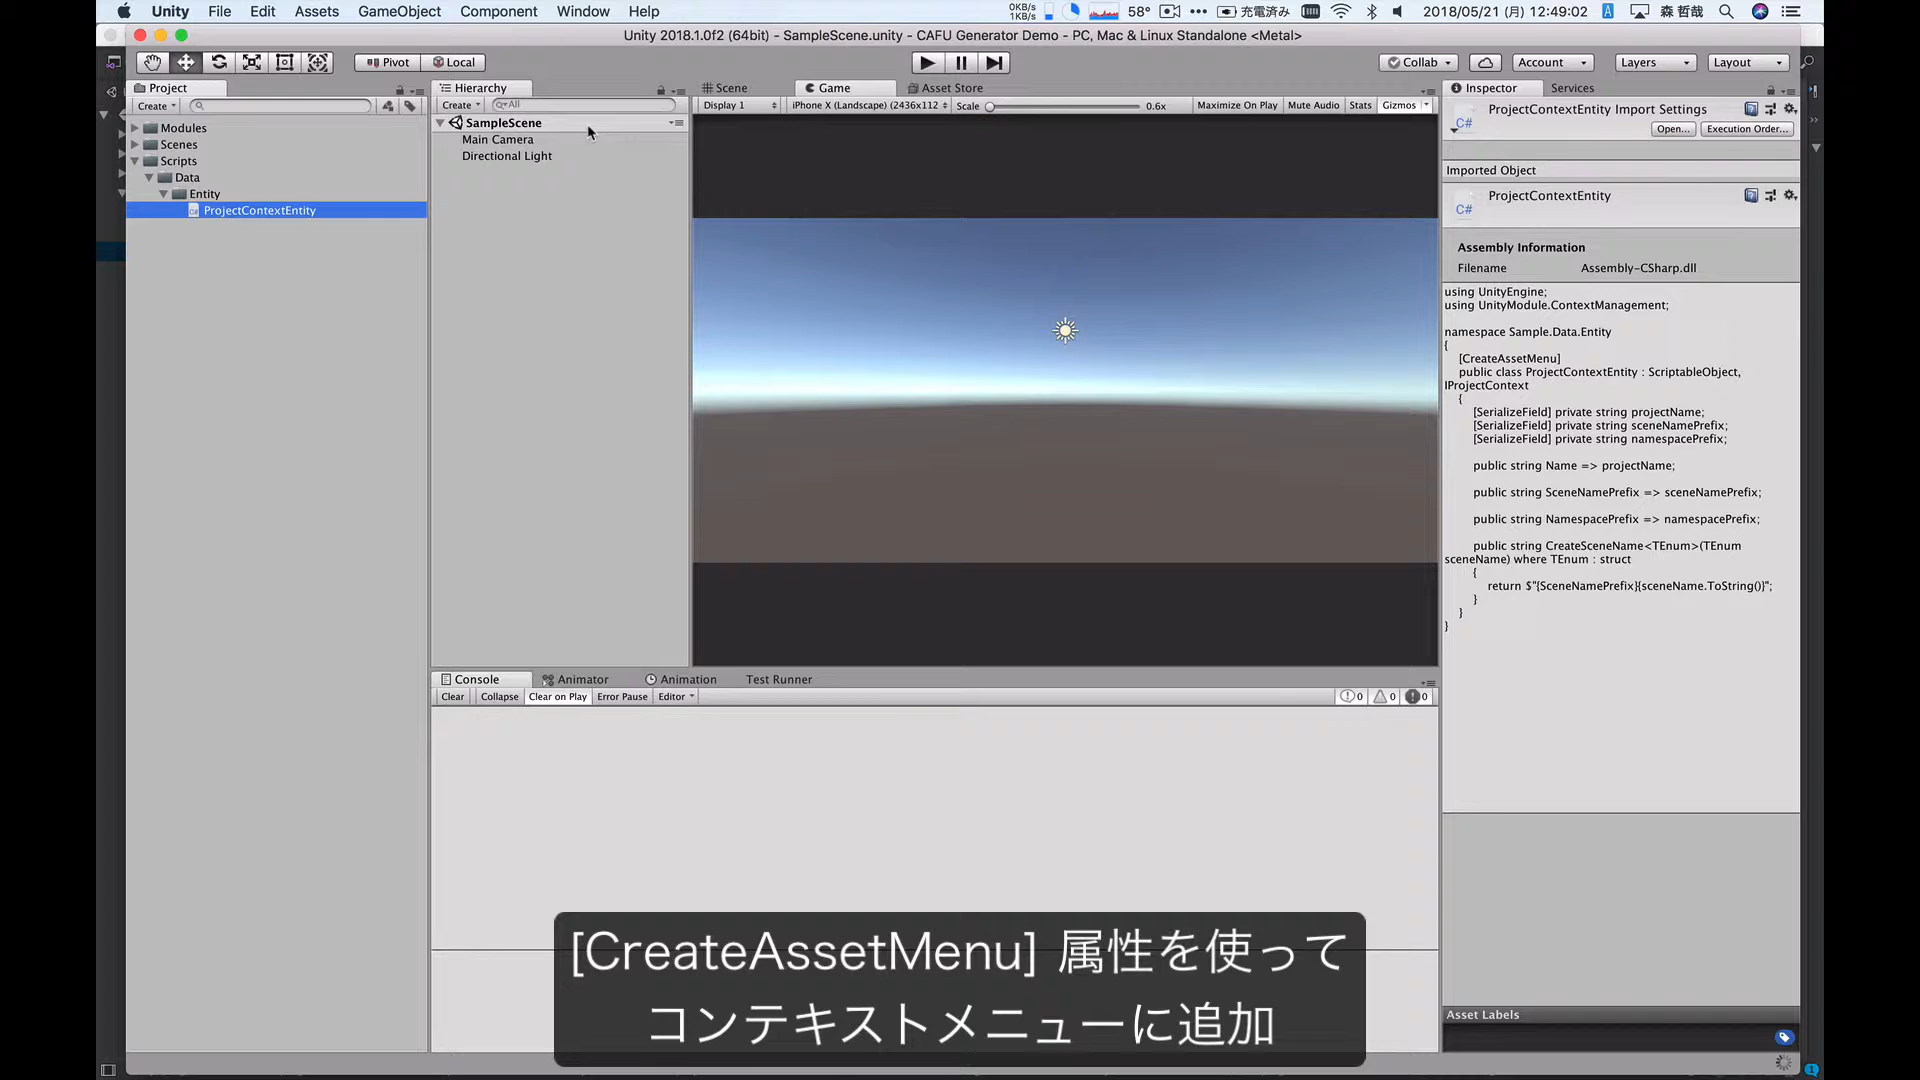 Unity File Edit Assets GameObject Component Window Help
0KB/s
1KB/s
58°
充電済み
2018/05/21 (月) 12:49:02
A
森 哲哉
Unity 2018.1.0f2 (64bit) - SampleScene.unity - CAFU Generator Demo - PC, Mac & Linux Standalone <Metal>
Pivot Local
Collab Account Layers Layout
Project
Create
Modules
Scenes
Scripts
Data
Entity
ProjectContextEntity
Hierarchy
Create All
SampleScene
Main Camera
Directional Light
Scene Game Asset Store
Display 1 iPhone X (Landscape) (2436x112 Scale 0.6x Maximize On Play Mute Audio Stats Gizmos
Console Animator Animation Test Runner
Clear Collapse Clear on Play Error Pause Editor
0 0 0
Inspector Services
ProjectContextEntity Import Settings
C#
Open... Execution Order...
Imported Object
ProjectContextEntity
C#
Assembly Information
Filename Assembly-CSharp.dll
using UnityEngine;
using UnityModule.ContextManagement;
namespace Sample.Data.Entity
{
[CreateAssetMenu]
public class ProjectContextEntity : ScriptableObject,
IProjectContext
{
[SerializeField] private string projectName;
[SerializeField] private string sceneNamePrefix;
[SerializeField] private string namespacePrefix;
public string Name => projectName;
public string SceneNamePrefix => sceneNamePrefix;
public string NamespacePrefix => namespacePrefix;
public string CreateSceneName<TEnum>(TEnum
sceneName) where TEnum : struct
{
return $"{SceneNamePrefix}{sceneName.ToString()}";
}
}
}
Asset Labels
[CreateAssetMenu] 属性を使って
コンテキストメニューに追加